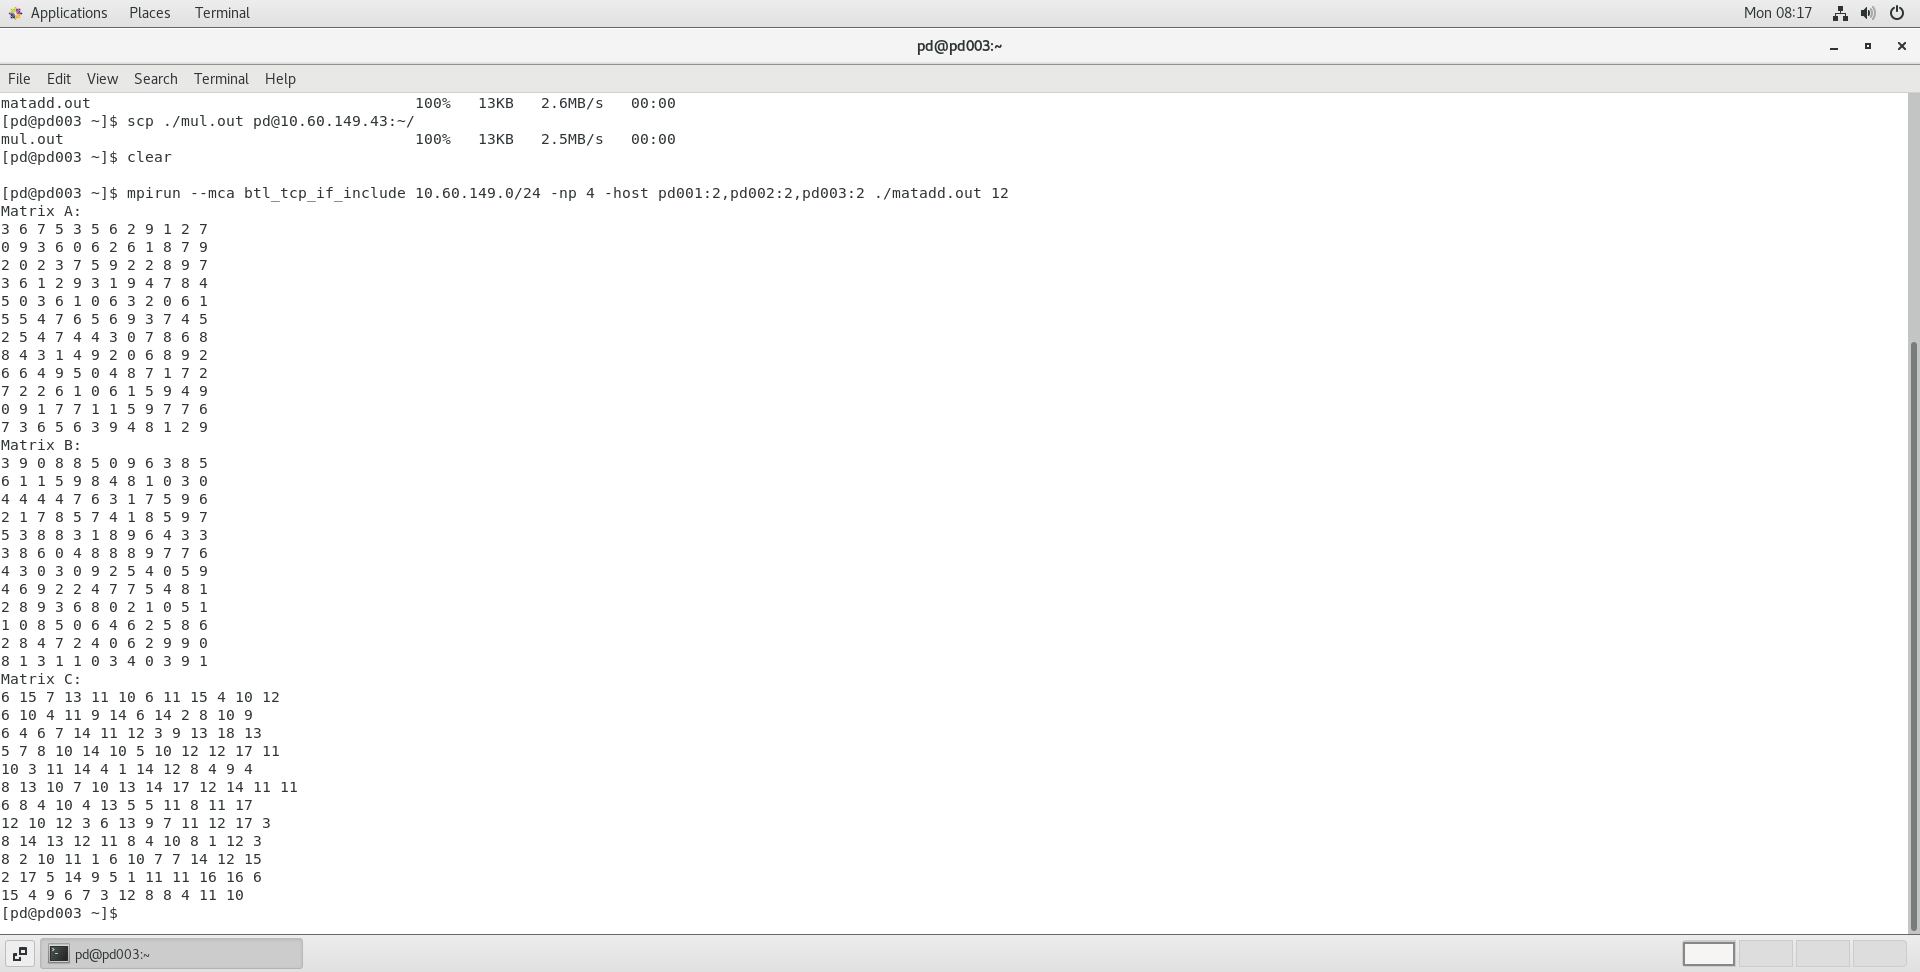 Applications Places Terminal Mon 08:17
pd@pd003:~
File Edit View Search Terminal Help
matadd.out 100% 13KB 2.6MB/s 00:00
[pd@pd003 ~]$ scp ./mul.out pd@10.60.149.43:~/
mul.out 100% 13KB 2.5MB/s 00:00
[pd@pd003 ~]$ clear
[pd@pd003 ~]$ mpirun --mca btl_tcp_if_include 10.60.149.0/24 -np 4 -host pd001:2,pd002:2,pd003:2 ./matadd.out 12
Matrix A:
3 6 7 5 3 5 6 2 9 1 2 7
0 9 3 6 0 6 2 6 1 8 7 9
2 0 2 3 7 5 9 2 2 8 9 7
3 6 1 2 9 3 1 9 4 7 8 4
5 0 3 6 1 0 6 3 2 0 6 1
5 5 4 7 6 5 6 9 3 7 4 5
2 5 4 7 4 4 3 0 7 8 6 8
8 4 3 1 4 9 2 0 6 8 9 2
6 6 4 9 5 0 4 8 7 1 7 2
7 2 2 6 1 0 6 1 5 9 4 9
0 9 1 7 7 1 1 5 9 7 7 6
7 3 6 5 6 3 9 4 8 1 2 9
Matrix B:
3 9 0 8 8 5 0 9 6 3 8 5
6 1 1 5 9 8 4 8 1 0 3 0
4 4 4 4 7 6 3 1 7 5 9 6
2 1 7 8 5 7 4 1 8 5 9 7
5 3 8 8 3 1 8 9 6 4 3 3
3 8 6 0 4 8 8 8 9 7 7 6
4 3 0 3 0 9 2 5 4 0 5 9
4 6 9 2 2 4 7 7 5 4 8 1
2 8 9 3 6 8 0 2 1 0 5 1
1 0 8 5 0 6 4 6 2 5 8 6
2 8 4 7 2 4 0 6 2 9 9 0
8 1 3 1 1 0 3 4 0 3 9 1
Matrix C:
6 15 7 13 11 10 6 11 15 4 10 12
6 10 4 11 9 14 6 14 2 8 10 9
6 4 6 7 14 11 12 3 9 13 18 13
5 7 8 10 14 10 5 10 12 12 17 11
10 3 11 14 4 1 14 12 8 4 9 4
8 13 10 7 10 13 14 17 12 14 11 11
6 8 4 10 4 13 5 5 11 8 11 17
12 10 12 3 6 13 9 7 11 12 17 3
8 14 13 12 11 8 4 10 8 1 12 3
8 2 10 11 1 6 10 7 7 14 12 15
2 17 5 14 9 5 1 11 11 16 16 6
15 4 9 6 7 3 12 8 8 4 11 10
[pd@pd003 ~]$
pd@pd003:~